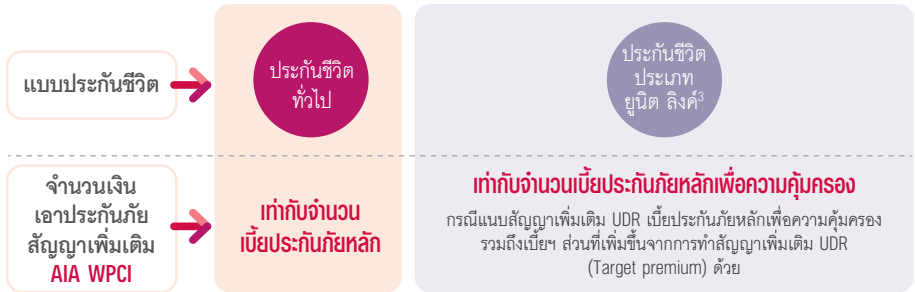 แบบประกันชีวิต
ประกันชีวิต
ทั่วไป
ประกันชีวิต
ประเภท
ยูนิต ลิงค์3
จำนวนเงิน
เอาประกันภัย
สัญญาเพิ่มเติม
AIA WPCI
เท่ากับจำนวน
เบี้ยประกันภัยหลัก
เท่ากับจำนวนเบี้ยประกันภัยหลักเพื่อความคุ้มครอง
กรณีแนบสัญญาเพิ่มเติม UDR เบี้ยประกันภัยหลักเพื่อความคุ้มครอง
รวมถึงเบี้ยฯ ส่วนที่เพิ่มขึ้นจากการทำสัญญาเพิ่มเติม UDR
(Target premium) ด้วย